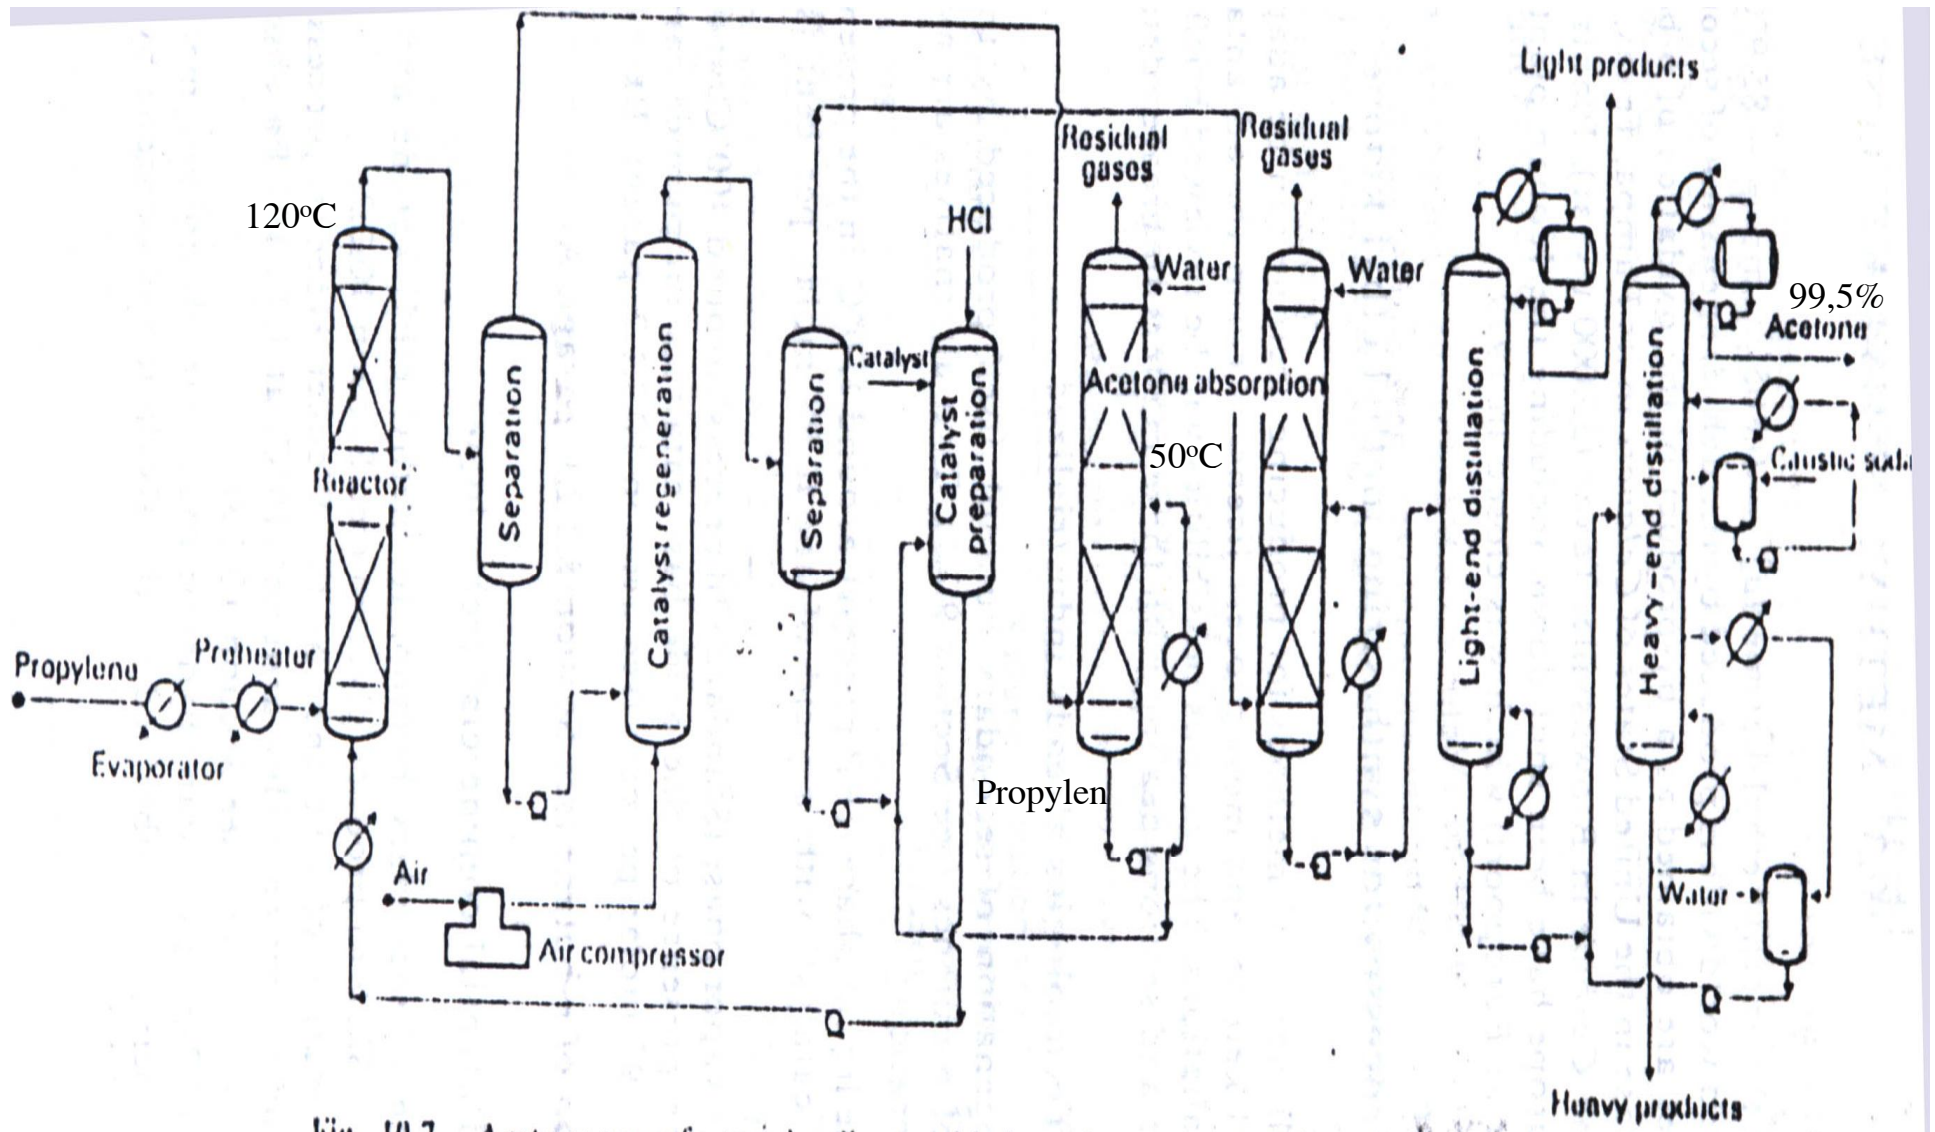 Light products
Residual
gases
Residual
gases
120°C
HCl
Water
Water
99,5%
Acetone
Catalyst
Acetone absorption
Separation
Catalyst regeneration
Separation
Catalyst
preparation
Light-end distillation
Heavy-end distillation
50°C
Caustic soda
Reactor
Propylene
Preheater
Evaporator
Propylen
Air
Air compressor
Water
Heavy products